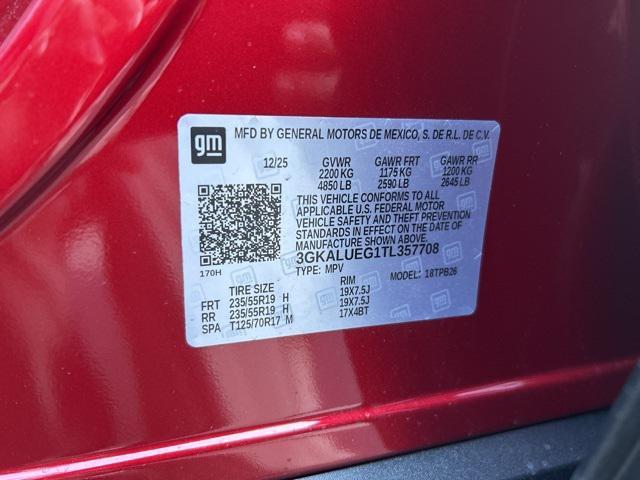 gm MFD BY GENERAL MOTORS DE MEXICO, S. DE R.L. DE C.V.
12/25 GVWR GAWR FRT GAWR RR
2200 KG 1175 KG 1200 KG
4850 LB 2590 LB 2645 LB
THIS VEHICLE CONFORMS TO ALL
APPLICABLE U.S. FEDERAL MOTOR
VEHICLE SAFETY AND THEFT PREVENTION
STANDARDS IN EFFECT ON THE DATE OF
MANUFACTURE SHOWN ABOVE.
3GKALUEG1TL357708
170H TYPE: MPV MODEL: 18TPB26
TIRE SIZE RIM
FRT 235/55R19 H 19X7.5J
RR 235/55R19 H 19X7.5J
SPA T125/70R17 M 17X4BT